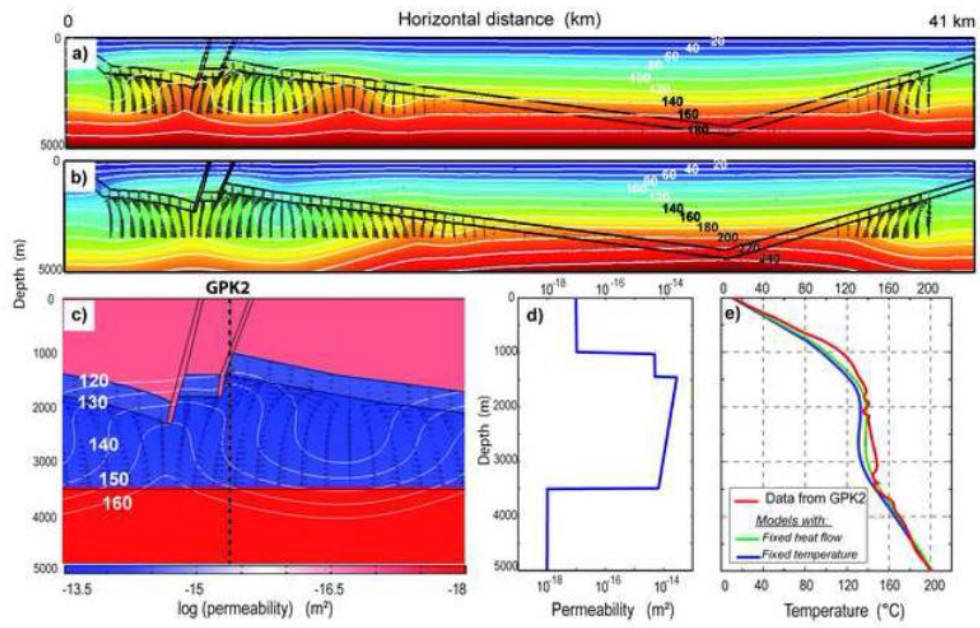 0 Horizontal distance (km) 41 km
0
a)
20
40
60
80
100
120
140
160
180
5000
0
b)
20
40
60
80
100
120
140
160
180
200
220
240
5000
Depth (m)
GPK2
0
c)
1000
120
130
2000
140
3000
150
160
4000
5000
-13.5 -15 -16.5 -18
log (permeability) (m²)
10-18 10-16 10-14
0
d)
1000
2000
Depth (m)
3000
4000
5000
10-18 10-16 10-14
Permeability (m²)
0 40 80 120 160 200
e)
Data from GPK2
Models with:
Fixed heat flow
Fixed temperature
0 40 80 120 160 200
Temperature (°C)